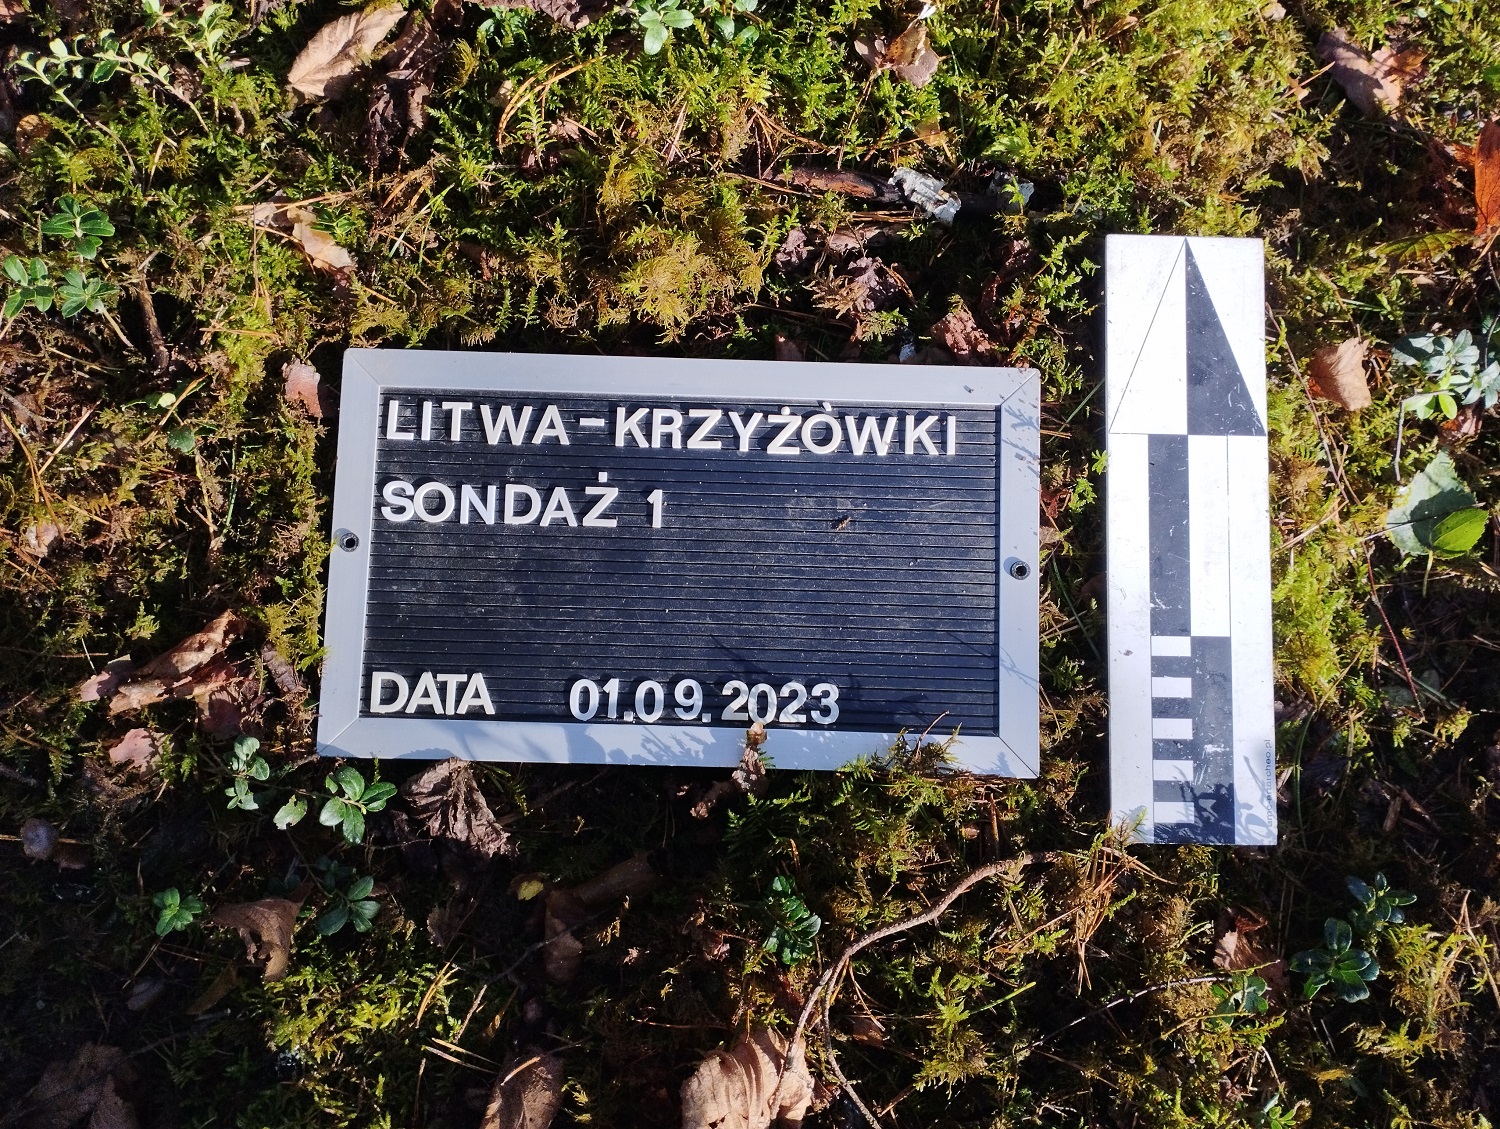 LITWA-KRZYŻÓWKI
SONDAŻ 1
DATA 01.09.2023